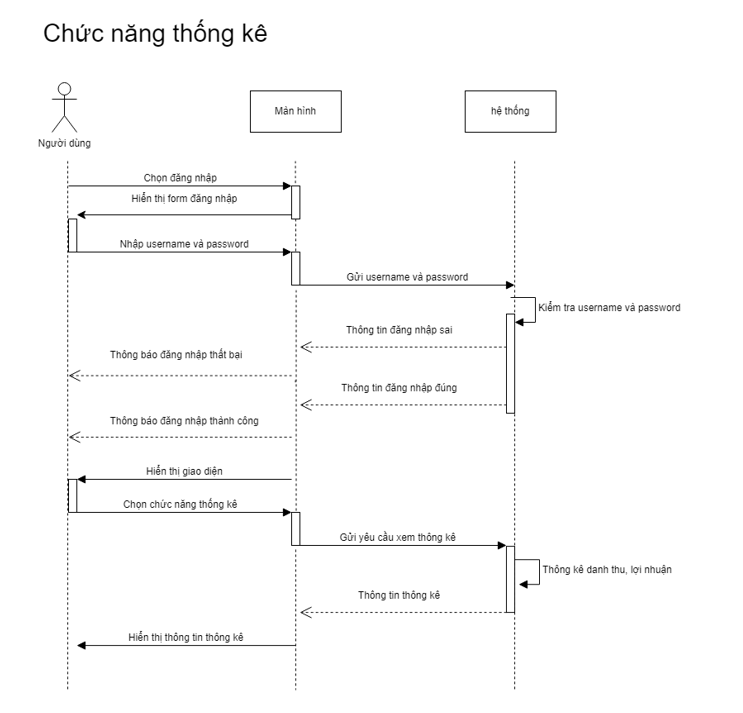 Chức năng thống kê
Màn hình
hệ thống
Người dùng
Chọn đăng nhập
Hiển thị form đăng nhập
Nhập username và password
Gửi username và password
Kiểm tra username và password
Thông tin đăng nhập sai
Thông báo đăng nhập thất bại
Thông tin đăng nhập đúng
Thông báo đăng nhập thành công
Hiển thị giao diện
Chọn chức năng thống kê
Gửi yêu cầu xem thông kê
Thông kê danh thu, lợi nhuận
Thông tin thông kê
Hiển thị thông tin thông kê